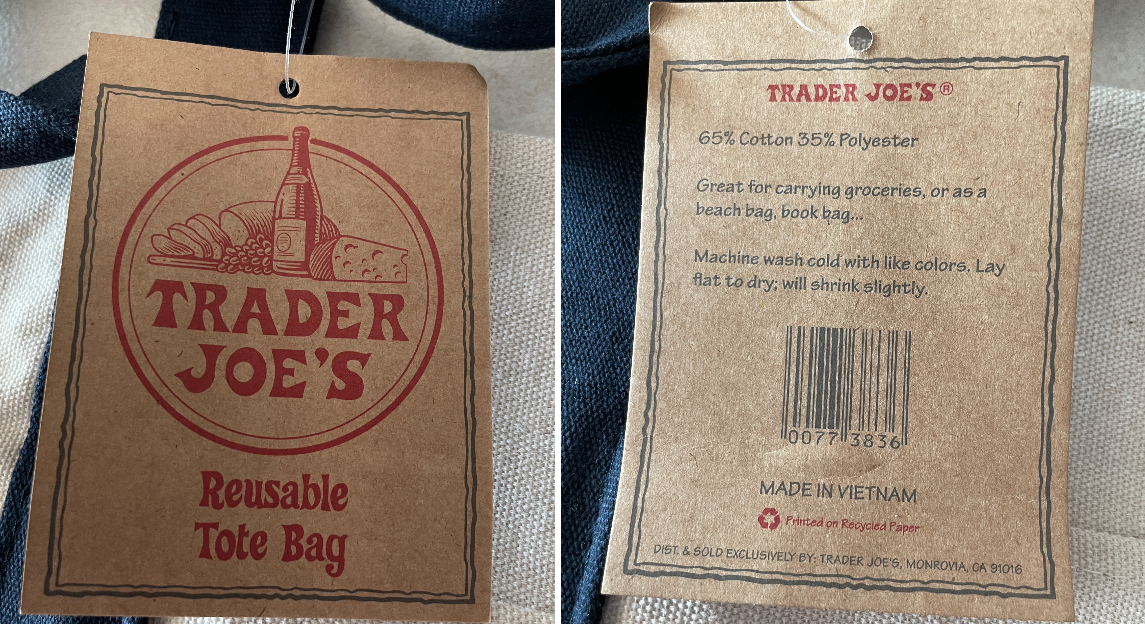 TRADER
JOE'S
Reusable
Tote Bag
TRADER JOE'S®
65% Cotton 35% Polyester
Great for carrying groceries, or as a
beach bag, book bag...
Machine wash cold with like colors. Lay
flat to dry; will shrink slightly.
0077 3836
MADE IN VIETNAM
Printed on Recycled Paper
DIST. & SOLD EXCLUSIVELY BY: TRADER JOE'S, MONROVIA, CA 91016